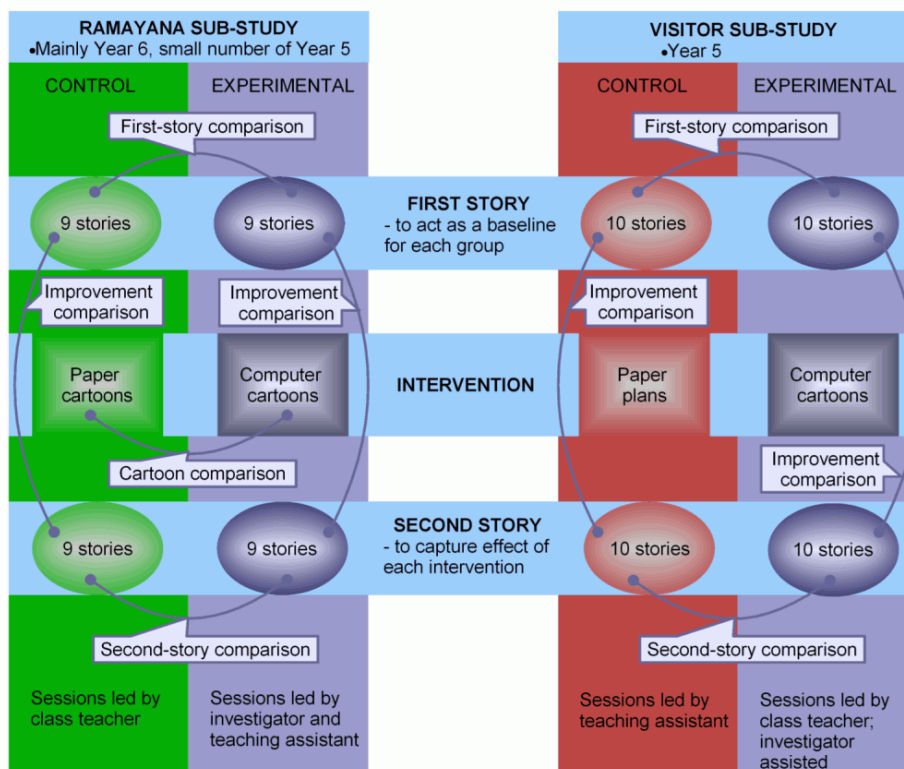 RAMAYANA SUB-STUDY
•Mainly Year 6, small number of Year 5
VISITOR SUB-STUDY
•Year 5
CONTROL
EXPERIMENTAL
CONTROL
EXPERIMENTAL
First-story comparison
First-story comparison
9 stories
9 stories
FIRST STORY
- to act as a baseline
for each group
10 stories
10 stories
Improvement
comparison
Improvement
comparison
Improvement
comparison
Paper
cartoons
Computer
cartoons
INTERVENTION
Paper
plans
Computer
cartoons
Cartoon comparison
Improvement
comparison
9 stories
9 stories
SECOND STORY
- to capture effect of
each intervention
10 stories
10 stories
Second-story comparison
Second-story comparison
Sessions led by
class teacher
Sessions led by
investigator and
teaching assistant
Sessions led by
teaching assistant
Sessions led by
class teacher;
investigator
assisted